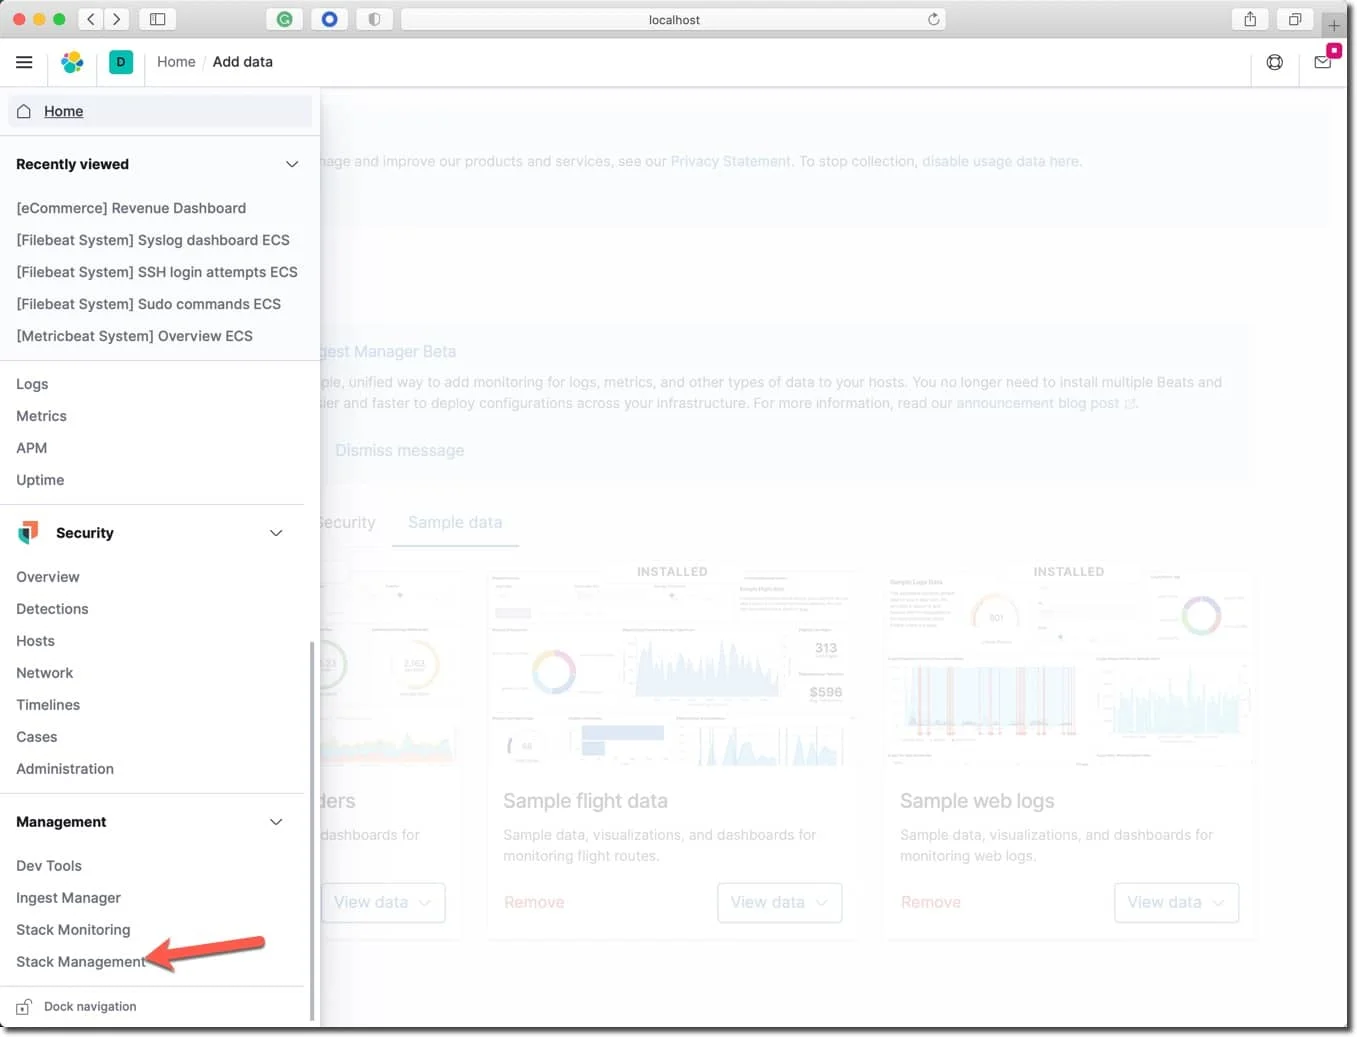 localhost
D
Home / Add data
Home
Recently viewed
[eCommerce] Revenue Dashboard
[Filebeat System] Syslog dashboard ECS
[Filebeat System] SSH login attempts ECS
[Filebeat System] Sudo commands ECS
[Metricbeat System] Overview ECS
Logs
Metrics
APM
Uptime
Security
Overview
Detections
Hosts
Network
Timelines
Cases
Administration
Management
Dev Tools
Ingest Manager
Stack Monitoring
Stack Management
Dock navigation
and improve our products and services, see our Privacy Statement. To stop collection, disable usage data here.
Manager Beta
unified way to add monitoring for logs, metrics, and other types of data to your hosts. You no longer need to install multiple Beats and
and faster to deploy configurations across your infrastructure. For more information, read our announcement blog post.
Dismiss message
Security
Sample data
dashboards for
View data
INSTALLED
313
$596
Sample flight data
Sample data, visualizations, and dashboards for
monitoring flight routes.
Remove
View data
INSTALLED
Sample Logs Data
801
Sample web logs
Sample data, visualizations, and dashboards for
monitoring web logs.
Remove
View data